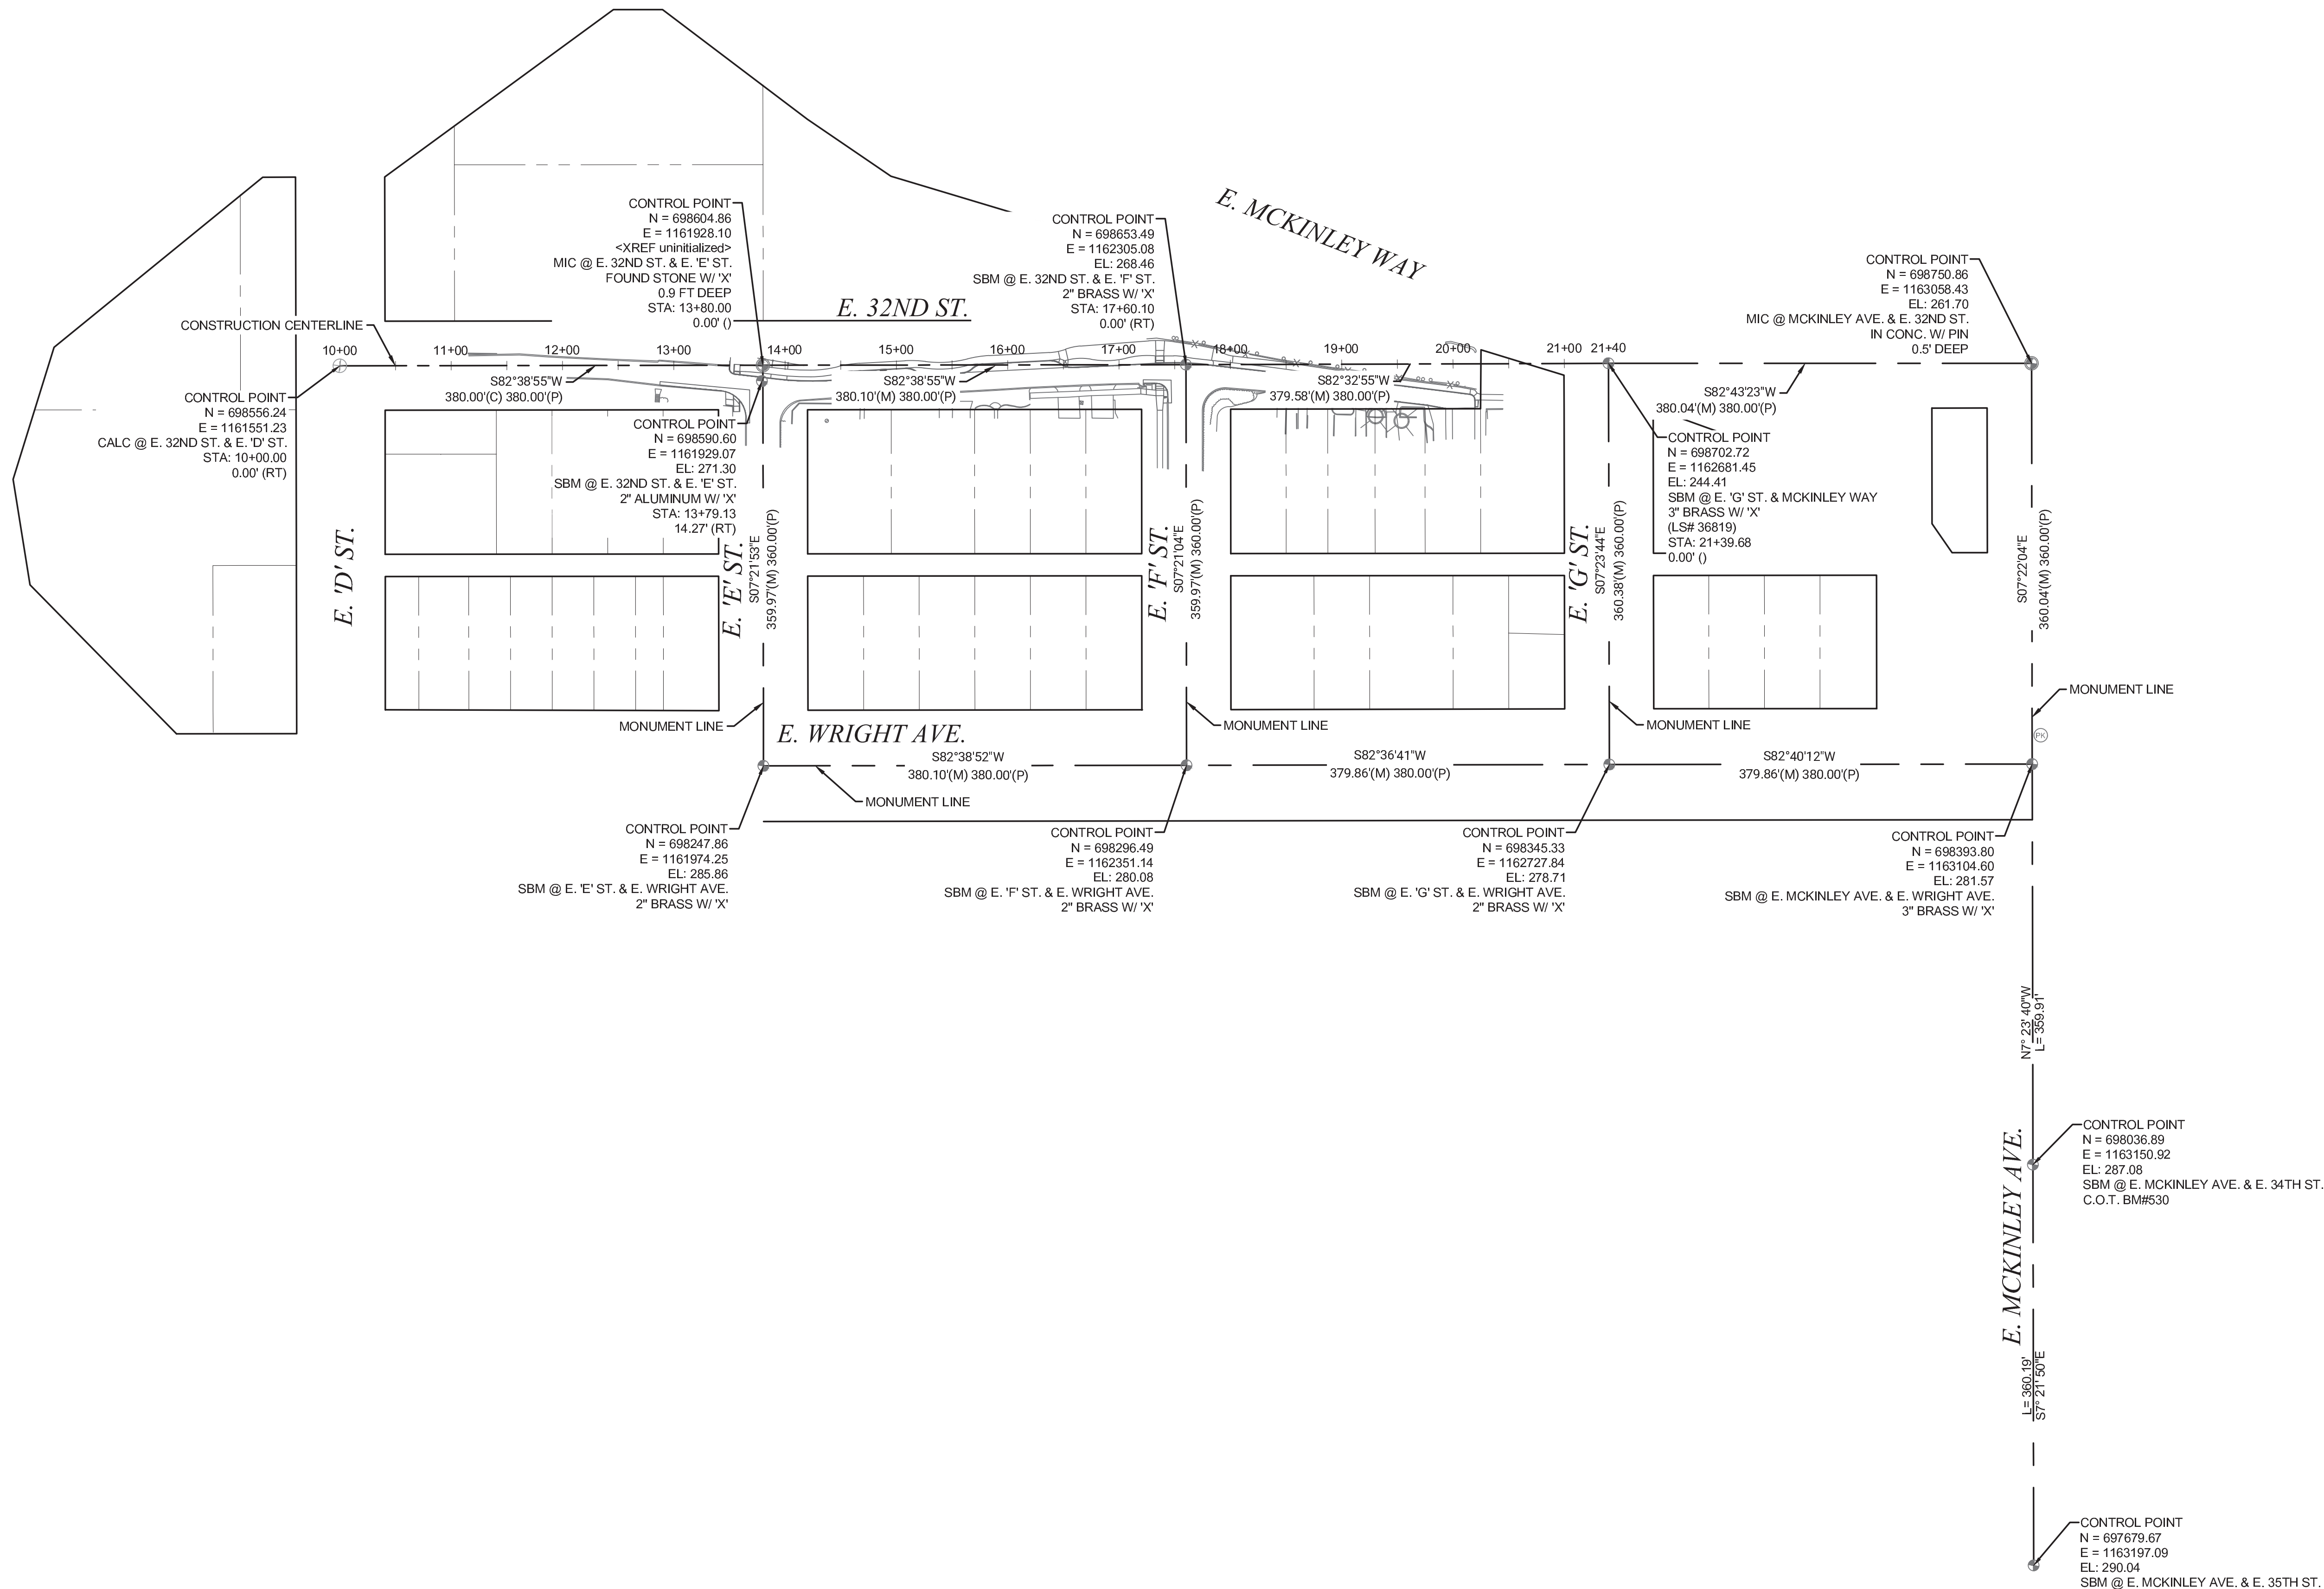 E. MCKINLEY WAY
CONTROL POINT
N = 698604.86
E = 1161928.10
<XREF uninitialized>
MIC @ E. 32ND ST. & E. 'E' ST.
FOUND STONE W/ 'X'
0.9 FT DEEP
STA: 13+80.00
0.00' ()
CONTROL POINT
N = 698653.49
E = 1162305.08
EL: 268.46
SBM @ E. 32ND ST. & E. 'F' ST.
2" BRASS W/ 'X'
STA: 17+60.10
0.00' (RT)
CONTROL POINT
N = 698750.86
E = 1163058.43
EL: 261.70
MIC @ MCKINLEY AVE. & E. 32ND ST.
IN CONC. W/ PIN
0.5' DEEP
E. 32ND ST.
CONSTRUCTION CENTERLINE
10+00
11+00
12+00
13+00
14+00
15+00
16+00
17+00
18+00
19+00
20+00
21+00
21+40
S82°38'55"W
380.00'(C) 380.00'(P)
S82°38'55"W
380.10'(M) 380.00'(P)
S82°32'55"W
379.58'(M) 380.00'(P)
S82°43'23"W
380.04'(M) 380.00'(P)
CONTROL POINT
N = 698556.24
E = 1161551.23
CALC @ E. 32ND ST. & E. 'D' ST.
STA: 10+00.00
0.00' (RT)
CONTROL POINT
N = 698590.60
E = 1161929.07
EL: 271.30
SBM @ E. 32ND ST. & E. 'E' ST.
2" ALUMINUM W/ 'X'
STA: 13+79.13
14.27' (RT)
CONTROL POINT
N = 698702.72
E = 1162681.45
EL: 244.41
SBM @ E. 'G' ST. & MCKINLEY WAY
3" BRASS W/ 'X'
(LS# 36819)
STA: 21+39.68
0.00' ()
E. 'D' ST.
E. 'E' ST.
S07°21'53"E
359.97'(M) 360.00'(P)
E. 'F' ST.
S07°21'04"E
359.97'(M) 360.00'(P)
E. 'G' ST.
S07°23'44"E
360.38'(M) 360.00'(P)
S07°22'04"E
360.04'(M) 360.00'(P)
MONUMENT LINE
MONUMENT LINE
MONUMENT LINE
MONUMENT LINE
PK
E. WRIGHT AVE.
S82°38'52"W
380.10'(M) 380.00'(P)
S82°36'41"W
379.86'(M) 380.00'(P)
S82°40'12"W
379.86'(M) 380.00'(P)
MONUMENT LINE
CONTROL POINT
N = 698247.86
E = 1161974.25
EL: 285.86
SBM @ E. 'E' ST. & E. WRIGHT AVE.
2" BRASS W/ 'X'
CONTROL POINT
N = 698296.49
E = 1162351.14
EL: 280.08
SBM @ E. 'F' ST. & E. WRIGHT AVE.
2" BRASS W/ 'X'
CONTROL POINT
N = 698345.33
E = 1162727.84
EL: 278.71
SBM @ E. 'G' ST. & E. WRIGHT AVE.
2" BRASS W/ 'X'
CONTROL POINT
N = 698393.80
E = 1163104.60
EL: 281.57
SBM @ E. MCKINLEY AVE. & E. WRIGHT AVE.
3" BRASS W/ 'X'
N7° 23' 40"W
L= 359.91'
CONTROL POINT
N = 698036.89
E = 1163150.92
EL: 287.08
SBM @ E. MCKINLEY AVE. & E. 34TH ST.
C.O.T. BM#530
E. MCKINLEY AVE.
L= 360.19'
S7° 21' 50"E
CONTROL POINT
N = 697679.67
E = 1163197.09
EL: 290.04
SBM @ E. MCKINLEY AVE. & E. 35TH ST.